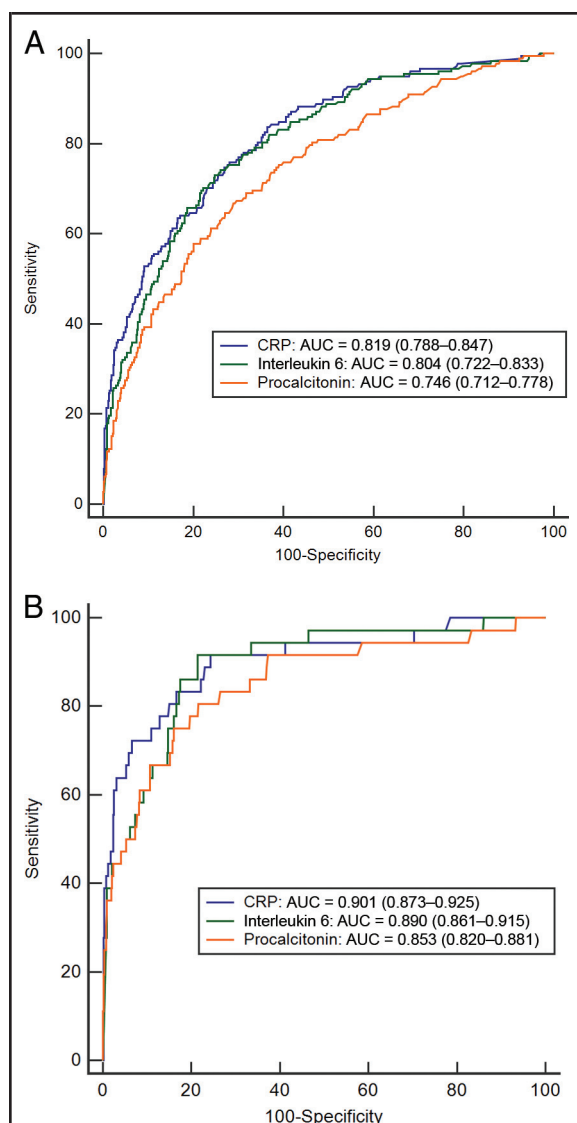 A
100
80
60
40
20
0
Sensitivity
CRP: AUC = 0.819 (0.788–0.847)
Interleukin 6: AUC = 0.804 (0.722–0.833)
Procalcitonin: AUC = 0.746 (0.712–0.778)
0 20 40 60 80 100
100-Specificity
B
100
80
60
40
20
0
Sensitivity
CRP: AUC = 0.901 (0.873–0.925)
Interleukin 6: AUC = 0.890 (0.861–0.915)
Procalcitonin: AUC = 0.853 (0.820–0.881)
0 20 40 60 80 100
100-Specificity